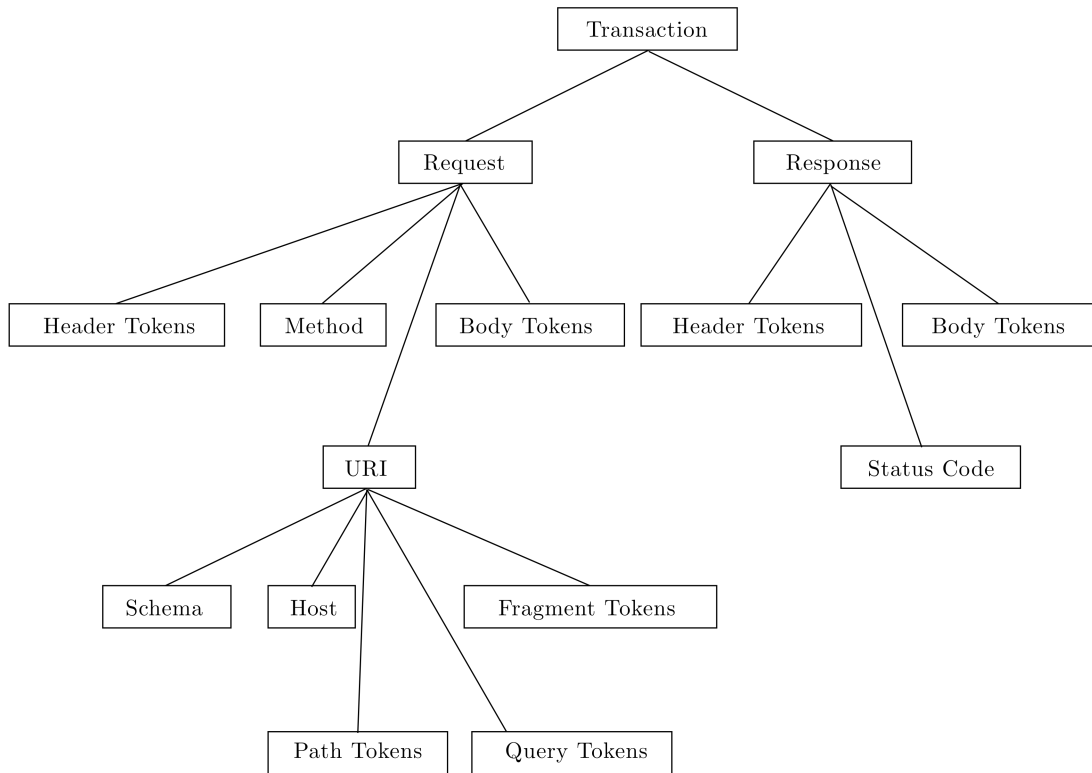 Transaction
Request
Response
Header Tokens
Method
Body Tokens
Header Tokens
Body Tokens
URI
Status Code
Schema
Host
Fragment Tokens
Path Tokens
Query Tokens